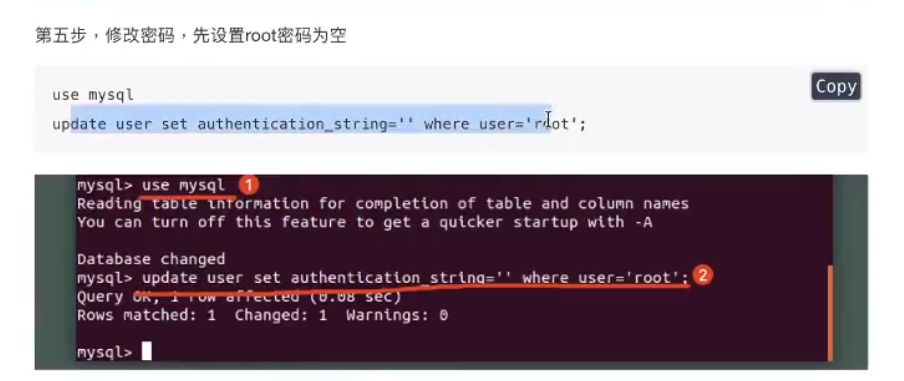 第五步，修改密码，先设置root密码为空
Copy
use mysql
update user set authentication_string='' where user='root';
mysql> use mysql 1
Reading table information for completion of table and column names
You can turn off this feature to get a quicker startup with -A
Database changed
mysql> update user set authentication_string='' where user='root'; 2
Query OK, 1 row affected (0.08 sec)
Rows matched: 1  Changed: 1  Warnings: 0
mysql>